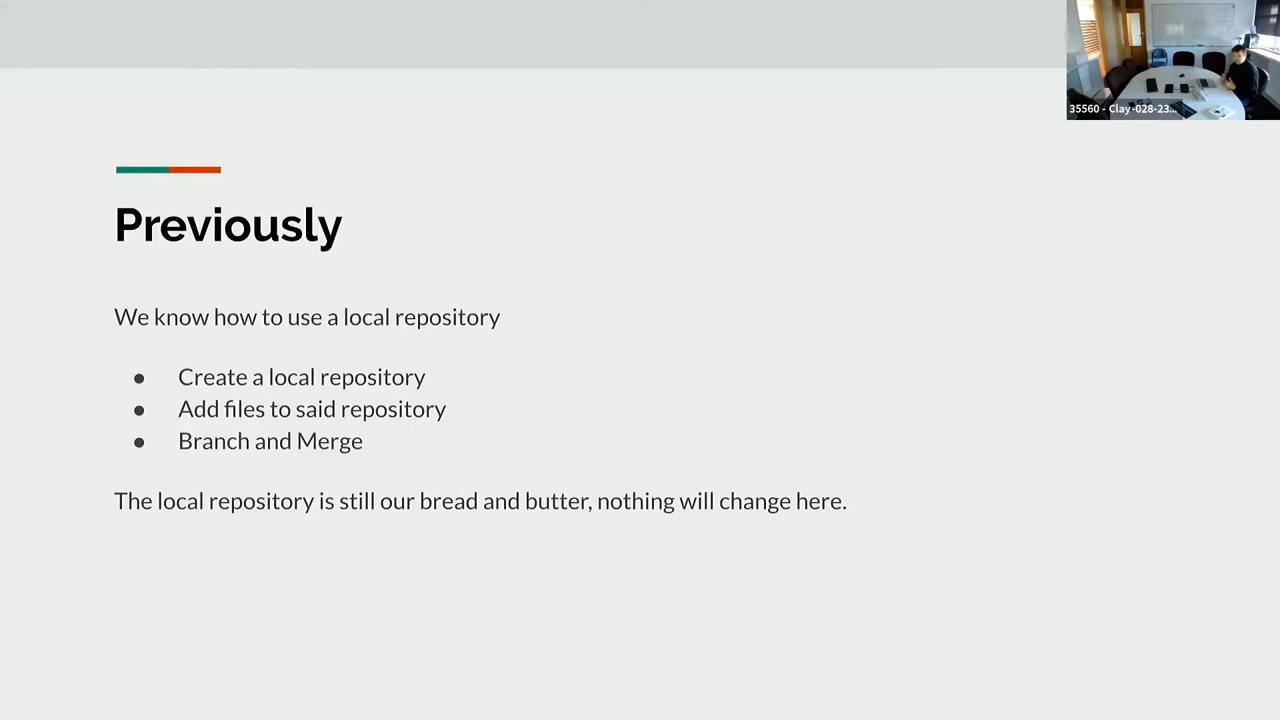 35560 - Clay-028-23...
Previously
We know how to use a local repository
● Create a local repository
● Add files to said repository
● Branch and Merge
The local repository is still our bread and butter, nothing will change here.